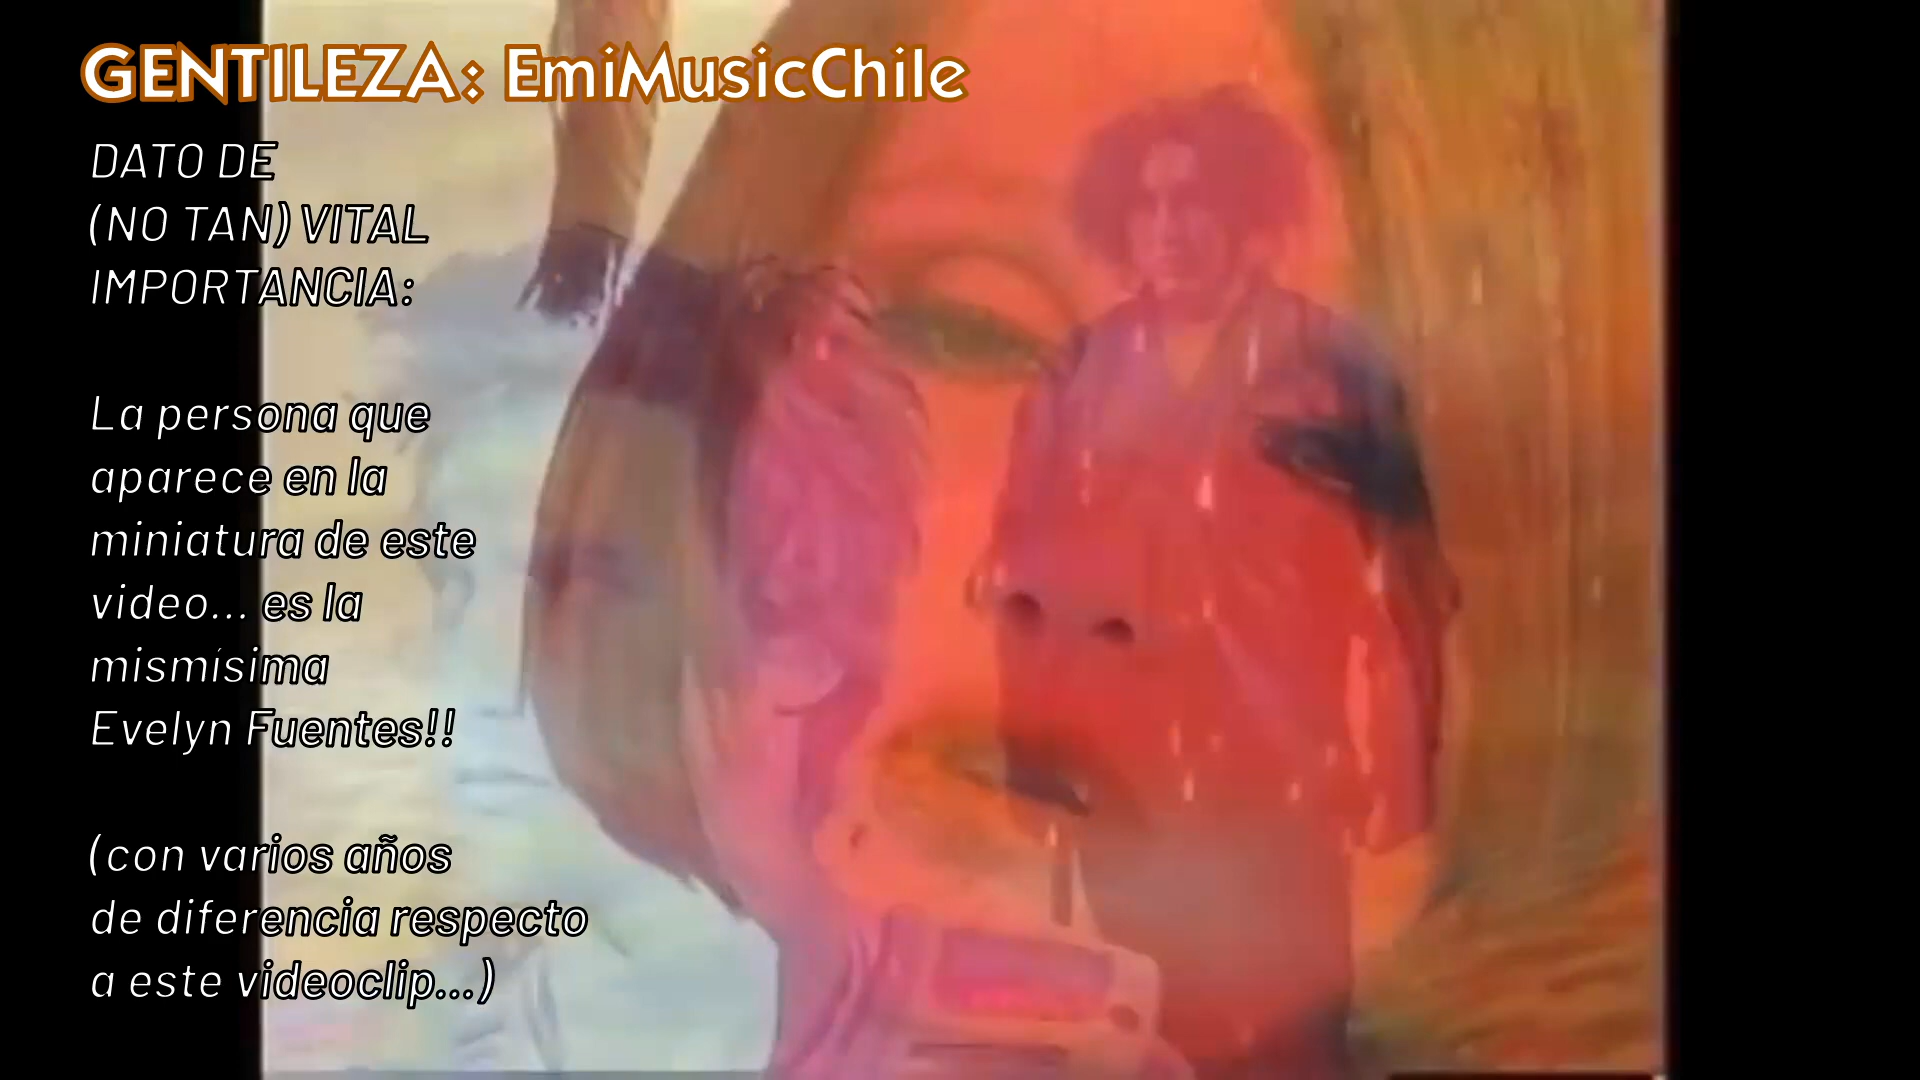 GENTILEZA: EmiMusicChile
DATO DE
(NO TAN) VITAL
IMPORTANCIA:
La persona que
aparece en la
miniatura de este
video... es la
mismísima
Evelyn Fuentes!!
(con varios años
de diferencia respecto
a este videoclip...)